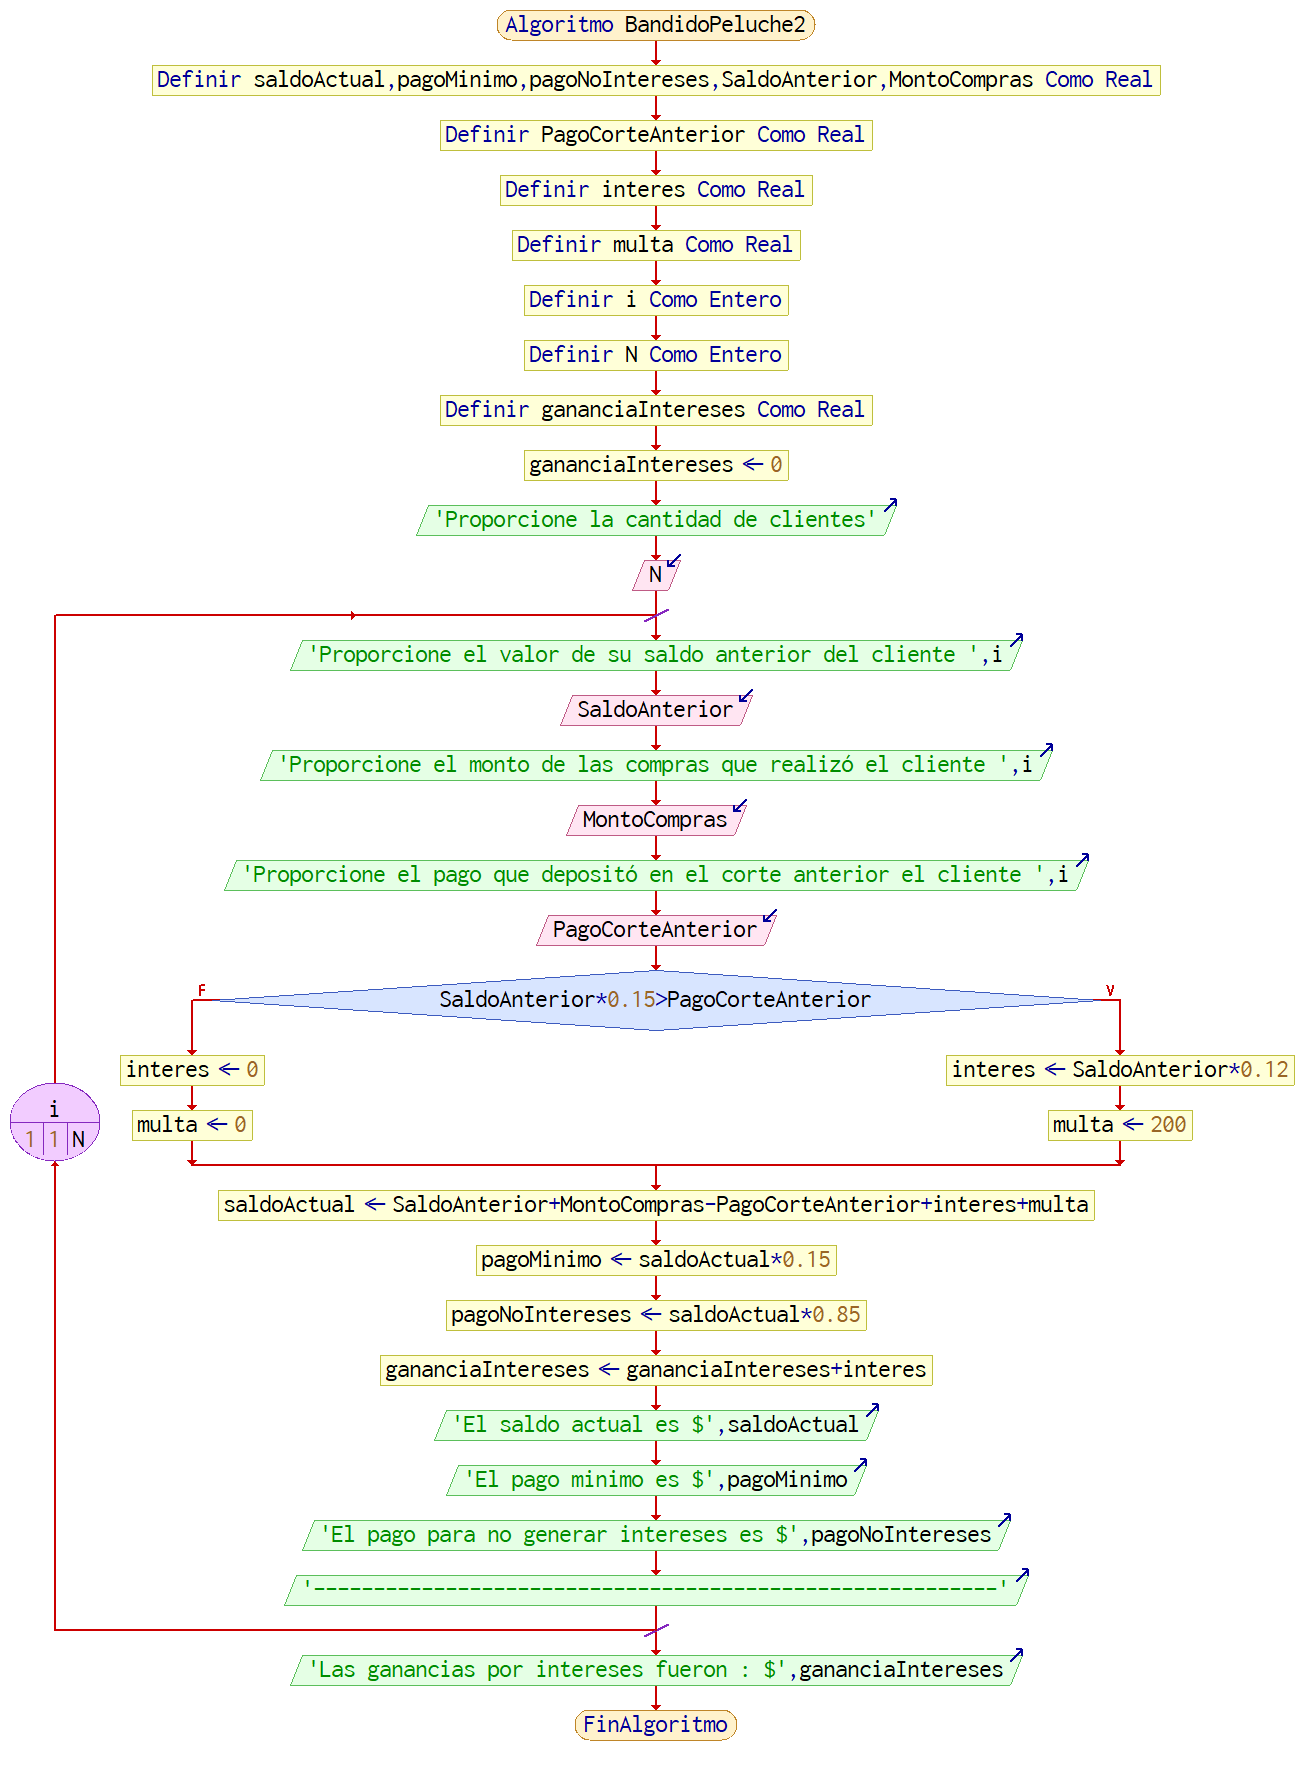 Algoritmo BandidoPeluche2
Definir saldoActual,pagoMinimo,pagoNoIntereses,SaldoAnterior,MontoCompras Como Real
Definir PagoCorteAnterior Como Real
Definir interes Como Real
Definir multa Como Real
Definir i Como Entero
Definir N Como Entero
Definir gananciaIntereses Como Real
gananciaIntereses ← 0
'Proporcione la cantidad de clientes'
N
'Proporcione el valor de su saldo anterior del cliente ',i
SaldoAnterior
'Proporcione el monto de las compras que realizó el cliente ',i
MontoCompras
'Proporcione el pago que depositó en el corte anterior el cliente ',i
PagoCorteAnterior
F
SaldoAnterior*0.15>PagoCorteAnterior
V
interes ← 0
interes ← SaldoAnterior*0.12
i
1 1 N
multa ← 0
multa ← 200
saldoActual ← SaldoAnterior+MontoCompras-PagoCorteAnterior+interes+multa
pagoMinimo ← saldoActual*0.15
pagoNoIntereses ← saldoActual*0.85
gananciaIntereses ← gananciaIntereses+interes
'El saldo actual es $',saldoActual
'El pago minimo es $',pagoMinimo
'El pago para no generar intereses es $',pagoNoIntereses
'---------------------------------------------------------'
'Las ganancias por intereses fueron : $',gananciaIntereses
FinAlgoritmo